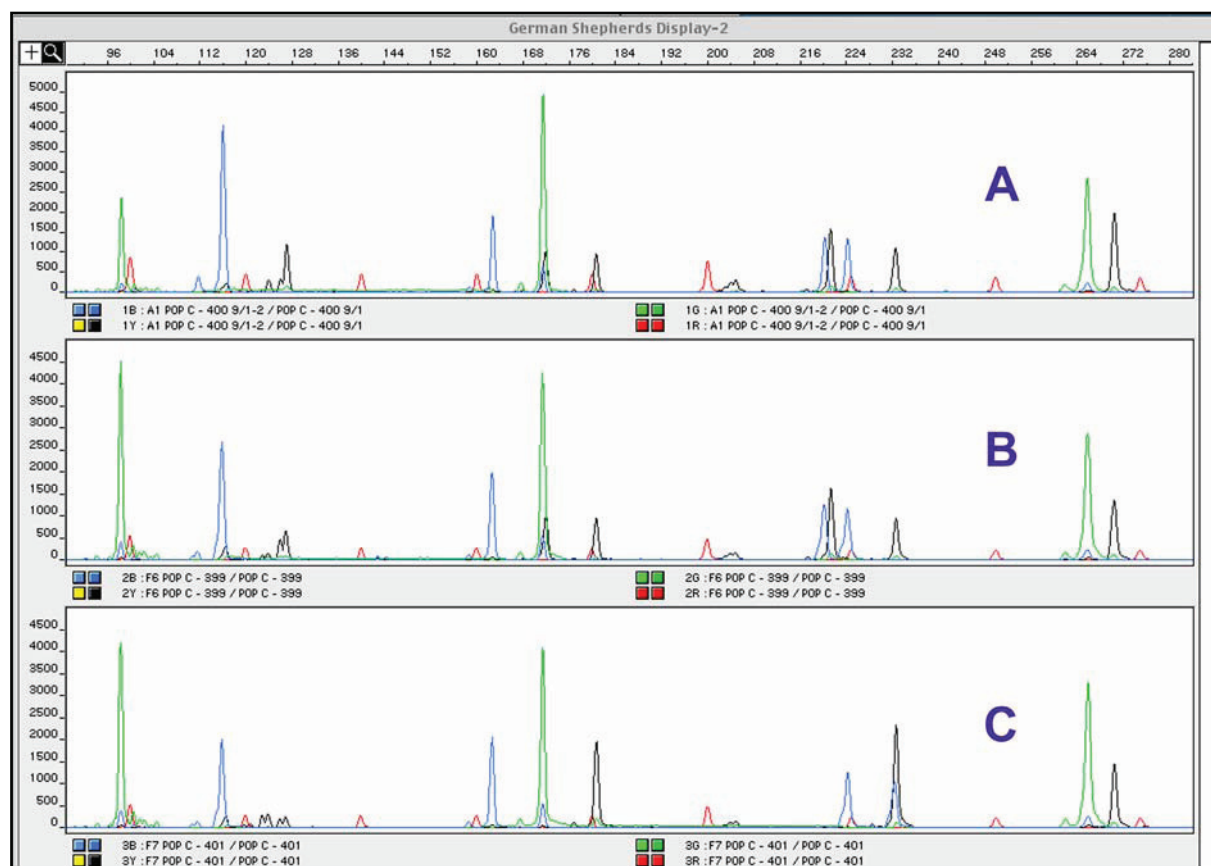 German Shepherds Display-2
96 104 112 120 128 136 144 152 160 168 176 184 192 200 208 216 224 232 240 248 256 264 272 280
5000
4500
4000
3500
3000
2500
2000
1500
1000
500
0
A
1B : A1 POP C - 400 9/1-2 / POP C - 400 9/1 1G : A1 POP C - 400 9/1-2 / POP C - 400 9/1
1Y : A1 POP C - 400 9/1-2 / POP C - 400 9/1 1R : A1 POP C - 400 9/1-2 / POP C - 400 9/1
4500
4000
3500
3000
2500
2000
1500
1000
500
0
B
2B : F6 POP C - 399 / POP C - 399 2G : F6 POP C - 399 / POP C - 399
2Y : F6 POP C - 399 / POP C - 399 2R : F6 POP C - 399 / POP C - 399
4500
4000
3500
3000
2500
2000
1500
1000
500
0
C
3B : F7 POP C - 401 / POP C - 401 3G : F7 POP C - 401 / POP C - 401
3Y : F7 POP C - 401 / POP C - 401 3R : F7 POP C - 401 / POP C - 401